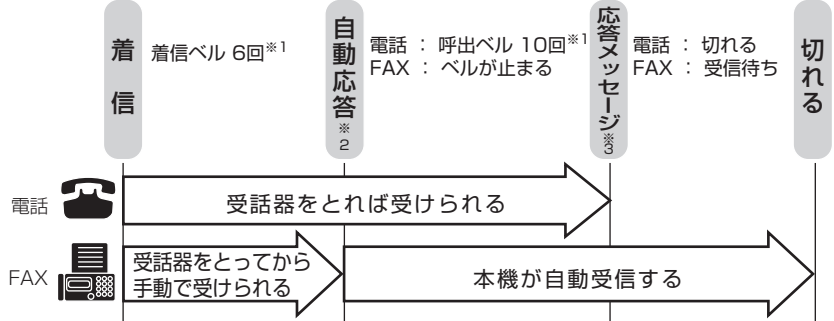 着信
着信ベル 6回※1
自動応答※2
電話 : 呼出ベル 10回※1
FAX : ベルが止まる
応答メッセージ※3
電話 : 切れる
FAX : 受信待ち
切れる
電話
受話器をとれば受けられる
FAX
受話器をとってから
手動で受けられる
本機が自動受信する